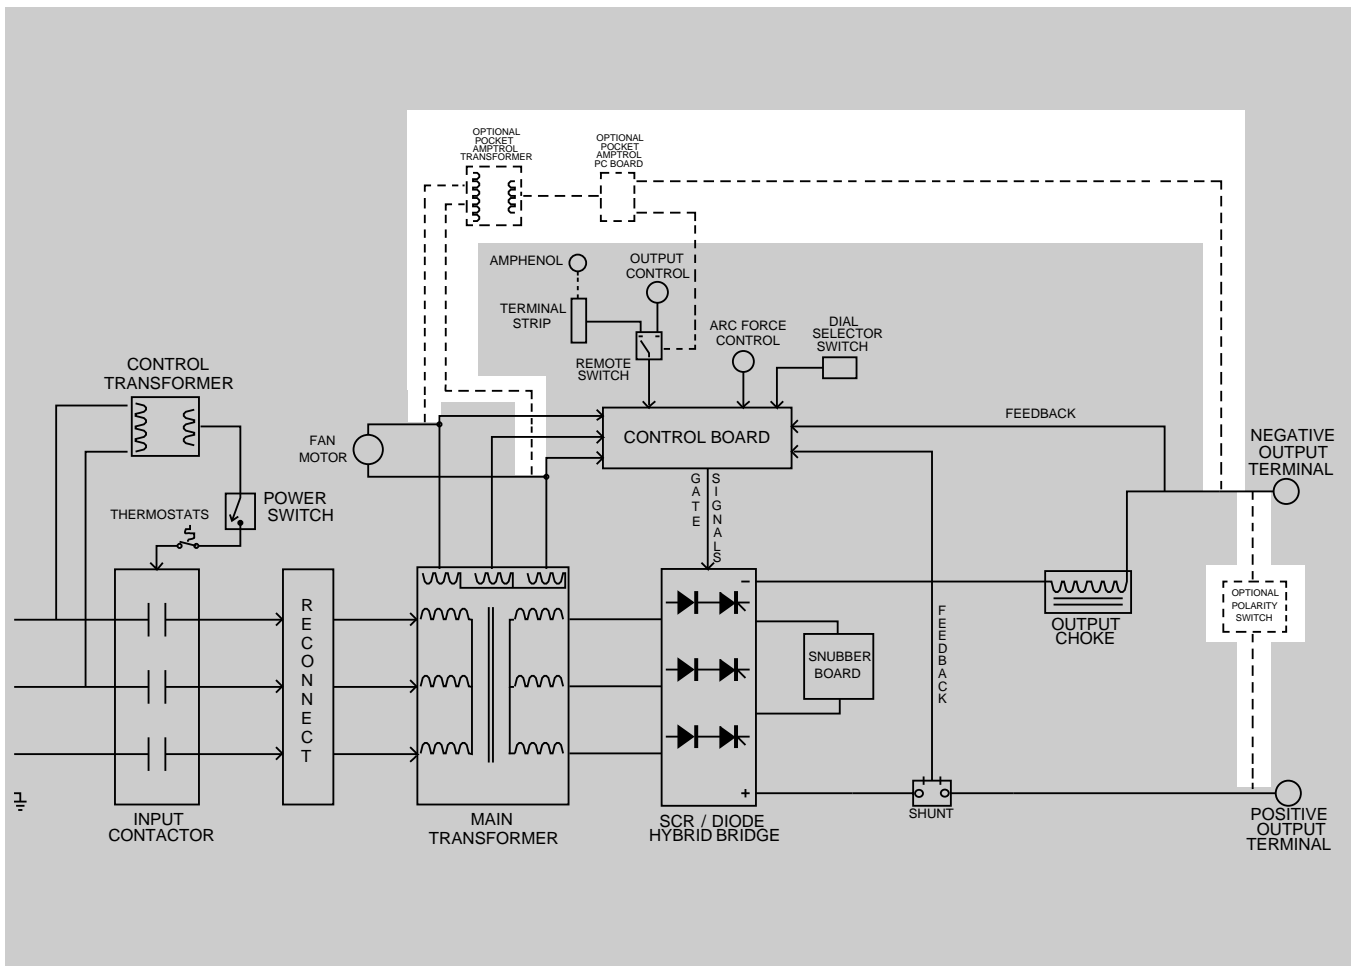 OPTIONAL
POCKET
AMPTROL
TRANSFORMER
OPTIONAL
POCKET
AMPTROL
PC BOARD
AMPHENOL
OUTPUT
CONTROL
TERMINAL
STRIP
REMOTE
SWITCH
ARC FORCE
CONTROL
DIAL
SELECTOR
SWITCH
CONTROL
TRANSFORMER
FAN
MOTOR
CONTROL BOARD
FEEDBACK
NEGATIVE
OUTPUT
TERMINAL
POWER
SWITCH
THERMOSTATS
GATE
SIGNALS
RECONNECT
–
+
SNUBBER
BOARD
FEEDBACK
OUTPUT
CHOKE
OPTIONAL
POLARITY
SWITCH
INPUT
CONTACTOR
MAIN
TRANSFORMER
SCR / DIODE
HYBRID BRIDGE
SHUNT
POSITIVE
OUTPUT
TERMINAL